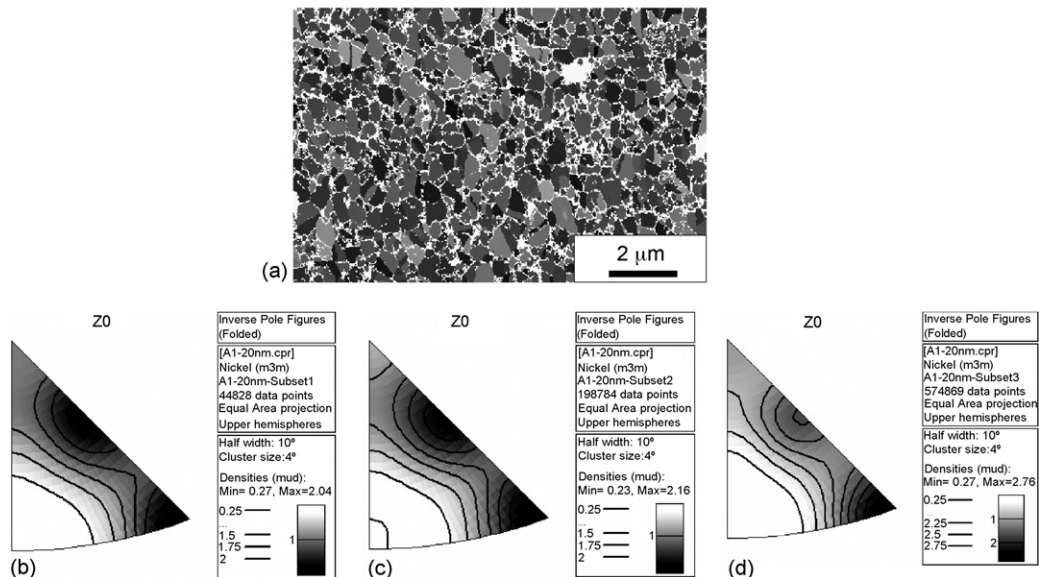 2 μm
(a)
Z0
Inverse Pole Figures
(Folded)
[A1-20nm.cpr]
Nickel (m3m)
A1-20nm-Subset1
44828 data points
Equal Area projection
Upper hemispheres
Half width: 10º
Cluster size:4º
Densities (mud):
Min= 0.27, Max=2.04
0.25
...
1.5
1.75
2
1
(b)
Z0
Inverse Pole Figures
(Folded)
[A1-20nm.cpr]
Nickel (m3m)
A1-20nm-Subset2
198784 data points
Equal Area projection
Upper hemispheres
Half width: 10º
Cluster size:4º
Densities (mud):
Min= 0.23, Max=2.16
0.25
...
1.5
1.75
2
1
(c)
Z0
Inverse Pole Figures
(Folded)
[A1-20nm.cpr]
Nickel (m3m)
A1-20nm-Subset3
574869 data points
Equal Area projection
Upper hemispheres
Half width: 10º
Cluster size:4º
Densities (mud):
Min= 0.27, Max=2.76
0.25
...
2.25
2.5
2.75
1
2
(d)